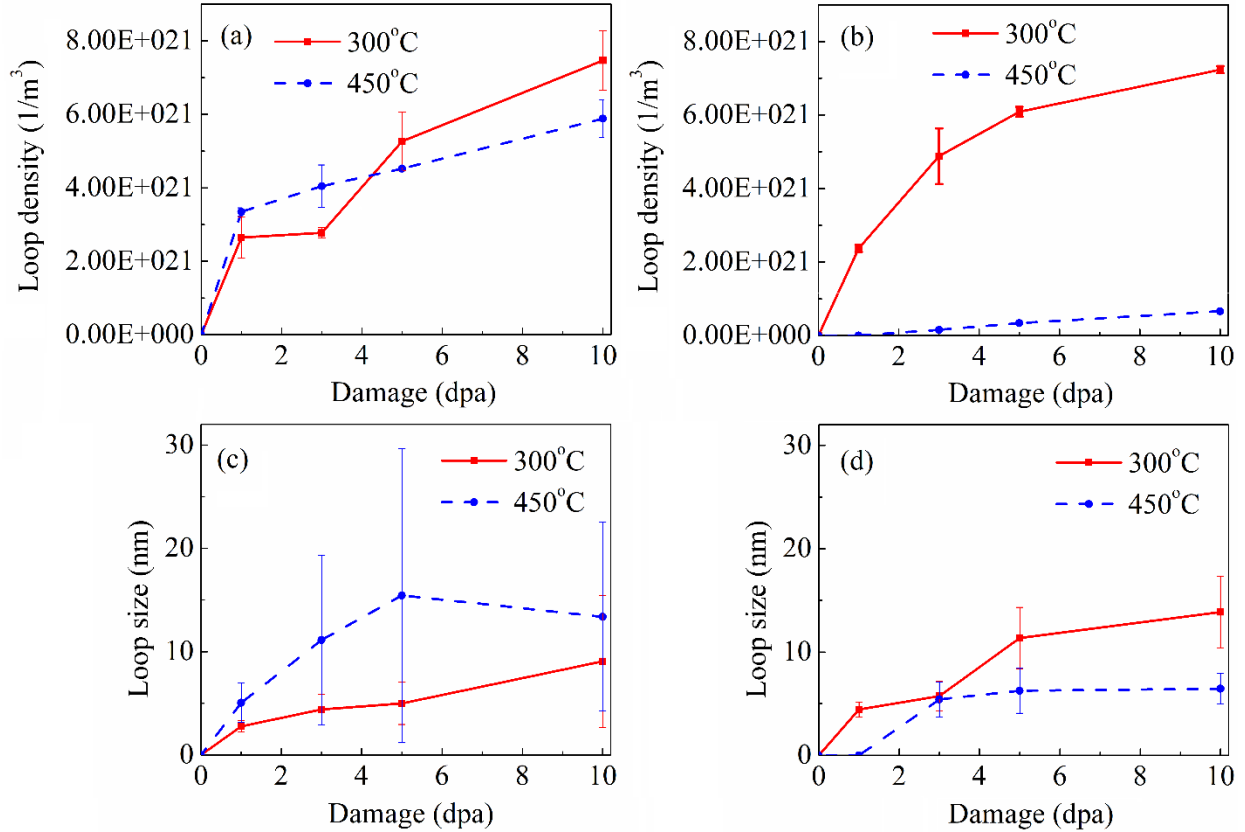 (a)
300°C
450°C
8.00E+021
6.00E+021
4.00E+021
2.00E+021
0.00E+000
Loop density (1/m³)
0 2 4 6 8 10
Damage (dpa)
(b)
300°C
450°C
8.00E+021
6.00E+021
4.00E+021
2.00E+021
0.00E+000
Loop density (1/m³)
0 2 4 6 8 10
Damage (dpa)
(c)
300°C
450°C
30
20
10
0
Loop size (nm)
0 2 4 6 8 10
Damage (dpa)
(d)
300°C
450°C
30
20
10
0
Loop size (nm)
0 2 4 6 8 10
Damage (dpa)